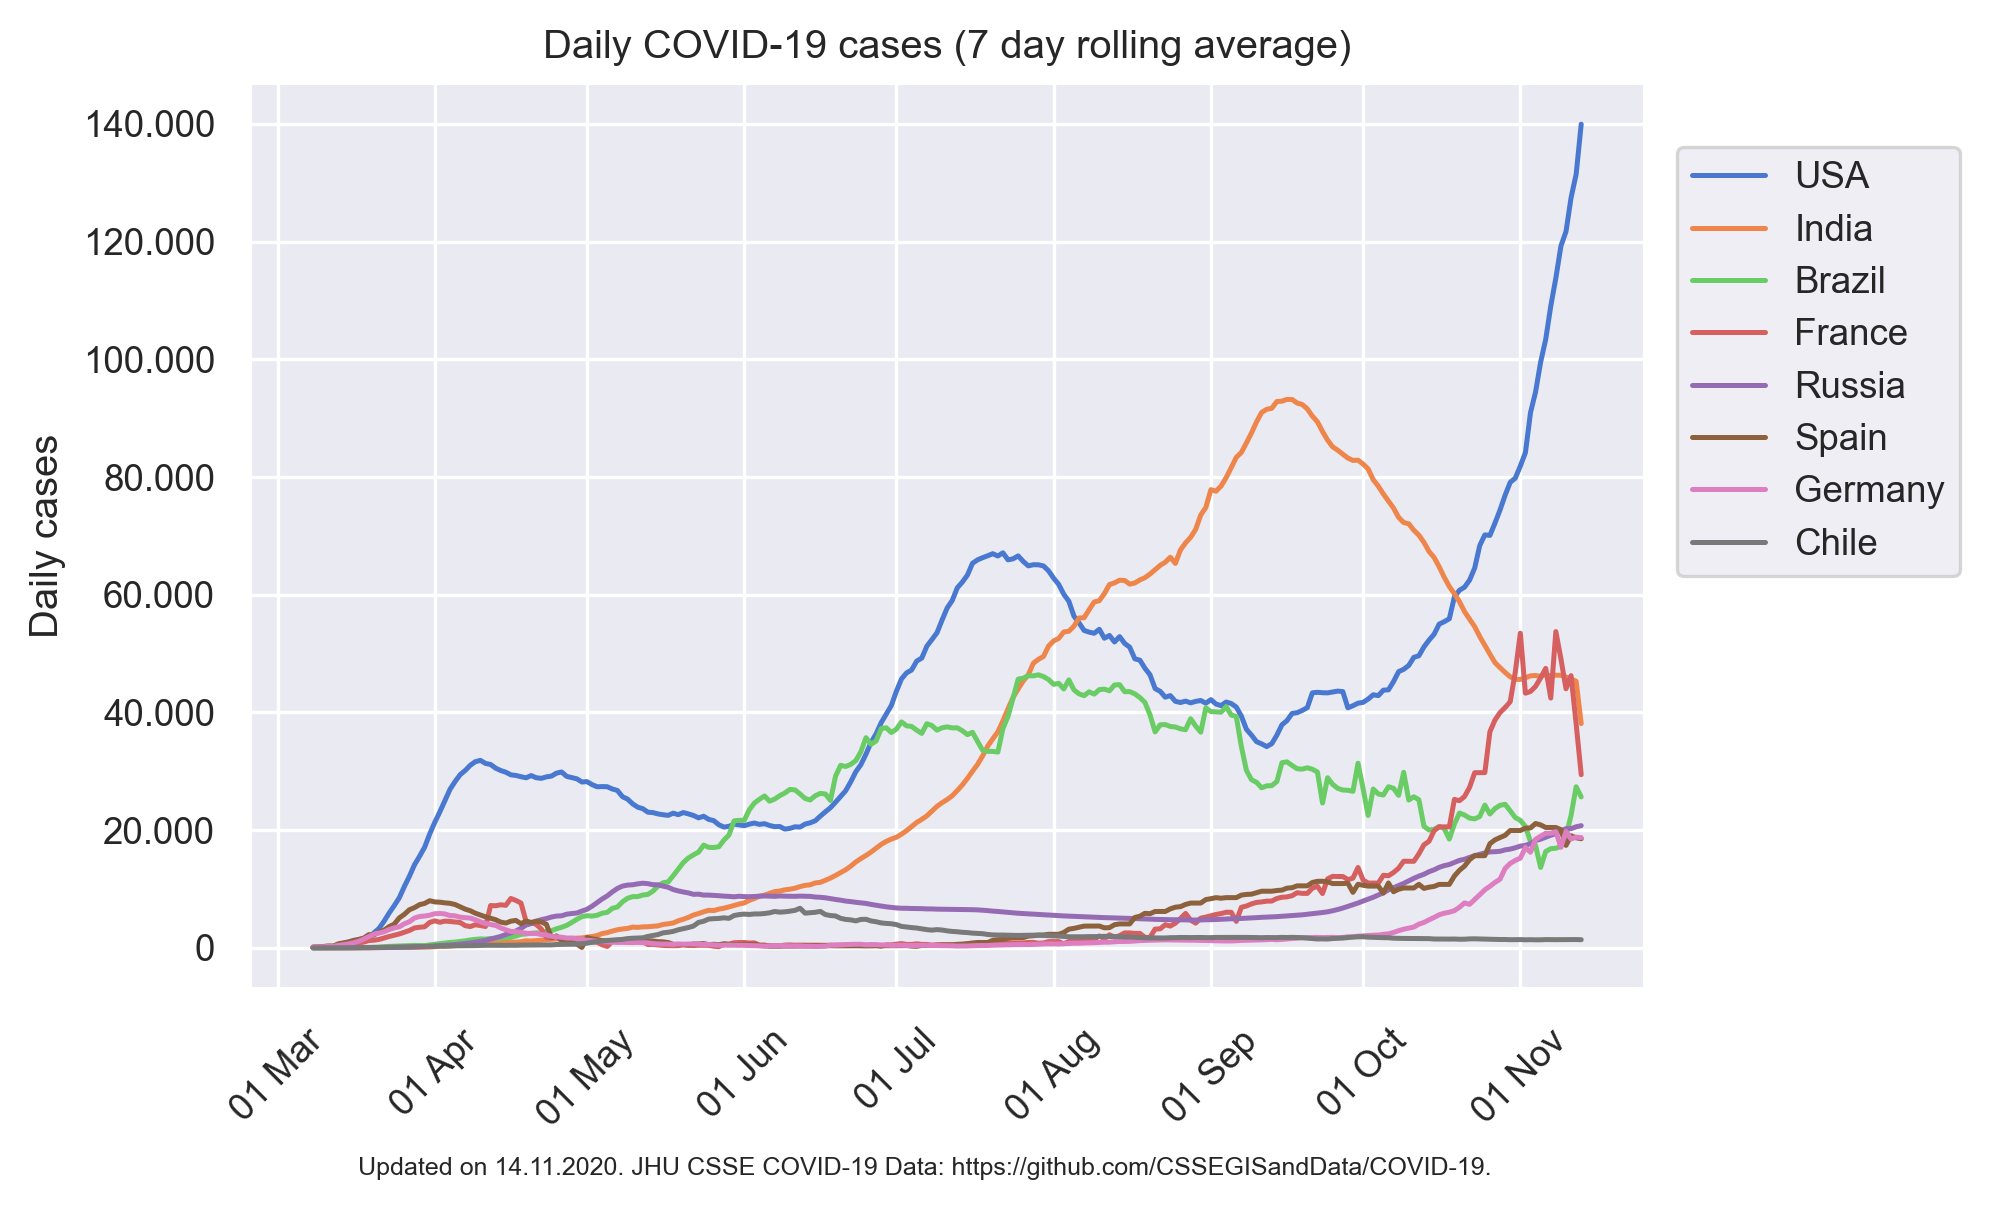 Daily COVID-19 cases (7 day rolling average)
140.000
120.000
100.000
80.000
60.000
40.000
20.000
0
Daily cases
USA
India
Brazil
France
Russia
Spain
Germany
Chile
01 Mar
01 Apr
01 May
01 Jun
01 Jul
01 Aug
01 Sep
01 Oct
01 Nov
Updated on 14.11.2020. JHU CSSE COVID-19 Data: https://github.com/CSSEGISandData/COVID-19.